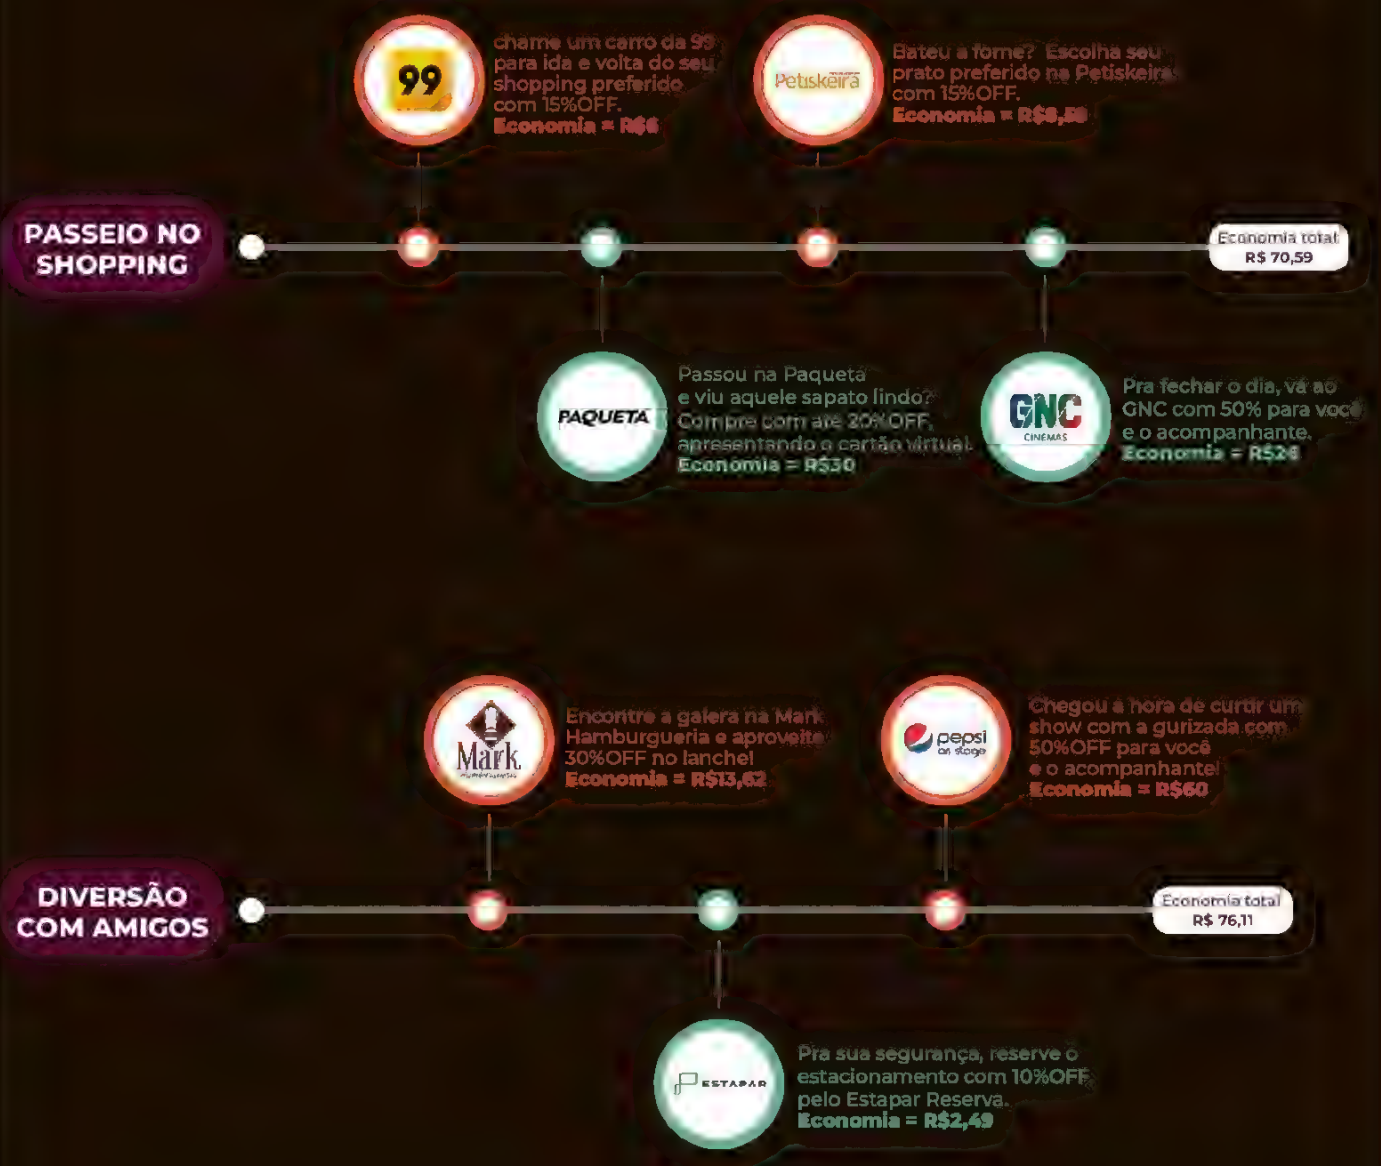 99
chame um carro da 99
para ida e volta do seu
shopping preferido
com 15%OFF.
Economia = R$6
Petiskeira
Bateu a fome? Escolha seu
prato preferido na Petiskeira
com 15%OFF.
Economia = R$8,59
PASSEIO NO
SHOPPING
Economia total
R$ 70,59
PAQUETÁ
Passou na Paquetá
e viu aquele sapato lindo?
Compre com até 20%OFF,
apresentando o cartão virtual.
Economia = R$30
GNC
CINEMAS
Pra fechar o dia, vá ao
GNC com 50% para você
e o acompanhante.
Economia = R$26
Mark
Encontre a galera na Mark
Hamburgueria e aproveite
30%OFF no lanche!
Economia = R$13,62
pepsi
on stage
Chegou a hora de curtir um
show com a gurizada com
50%OFF para você
e o acompanhante!
Economia = R$60
DIVERSÃO
COM AMIGOS
Economia total
R$ 76,11
ESTAPAR
Pra sua segurança, reserve o
estacionamento com 10%OFF
pelo Estapar Reserva.
Economia = R$2,49